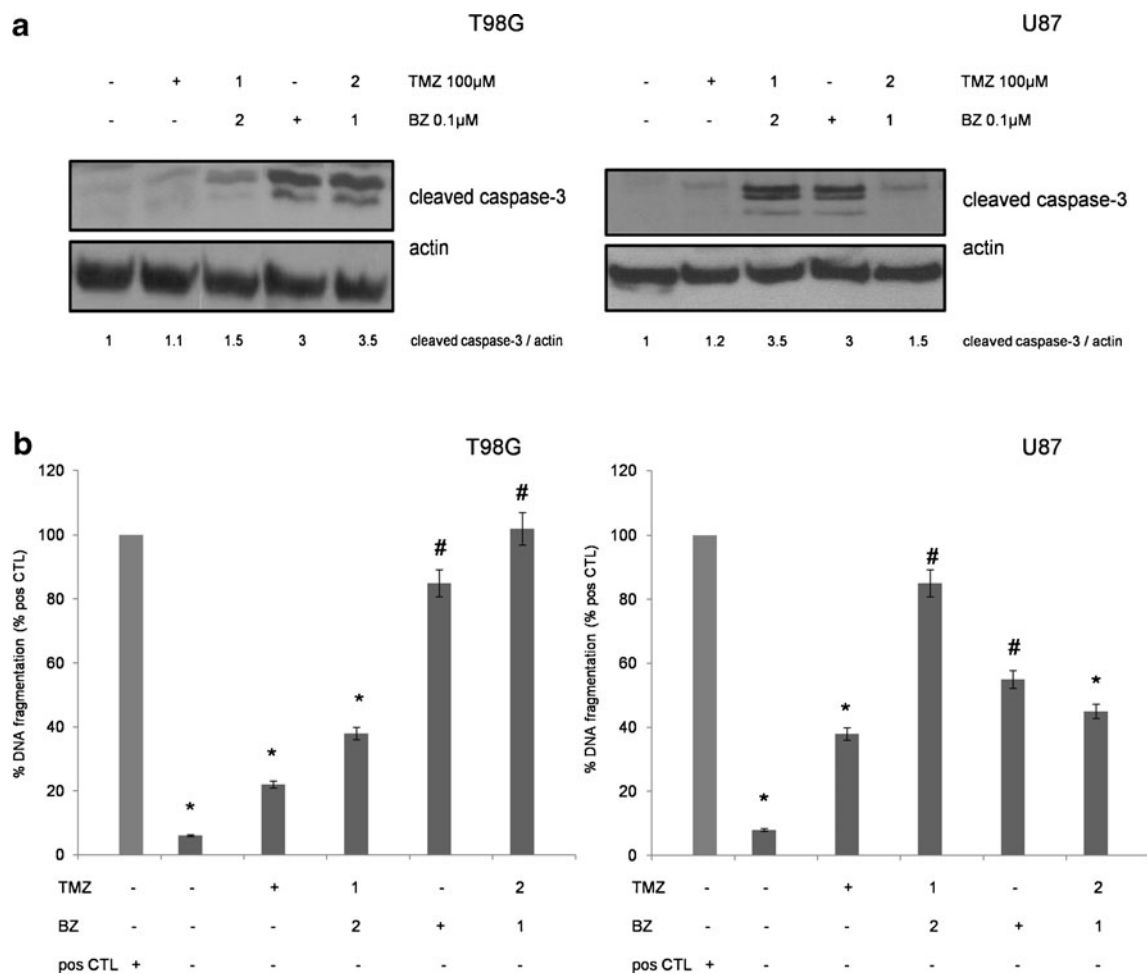 a
T98G
- + 1 - 2 TMZ 100µM
- - 2 + 1 BZ 0.1µM
cleaved caspase-3
actin
1 1.1 1.5 3 3.5 cleaved caspase-3 / actin
U87
- + 1 - 2 TMZ 100µM
- - 2 + 1 BZ 0.1µM
cleaved caspase-3
actin
1 1.2 3.5 3 1.5 cleaved caspase-3 / actin
b
T98G
% DNA fragmentation (% pos CTL)
120
100
80
60
40
20
0
* * * # #
TMZ - - + 1 - 2
BZ - - - 2 + 1
pos CTL + - - - - -
U87
% DNA fragmentation (% pos CTL)
120
100
80
60
40
20
0
* * # # *
- - + 1 - 2
- - - 2 + 1
+ - - - - -